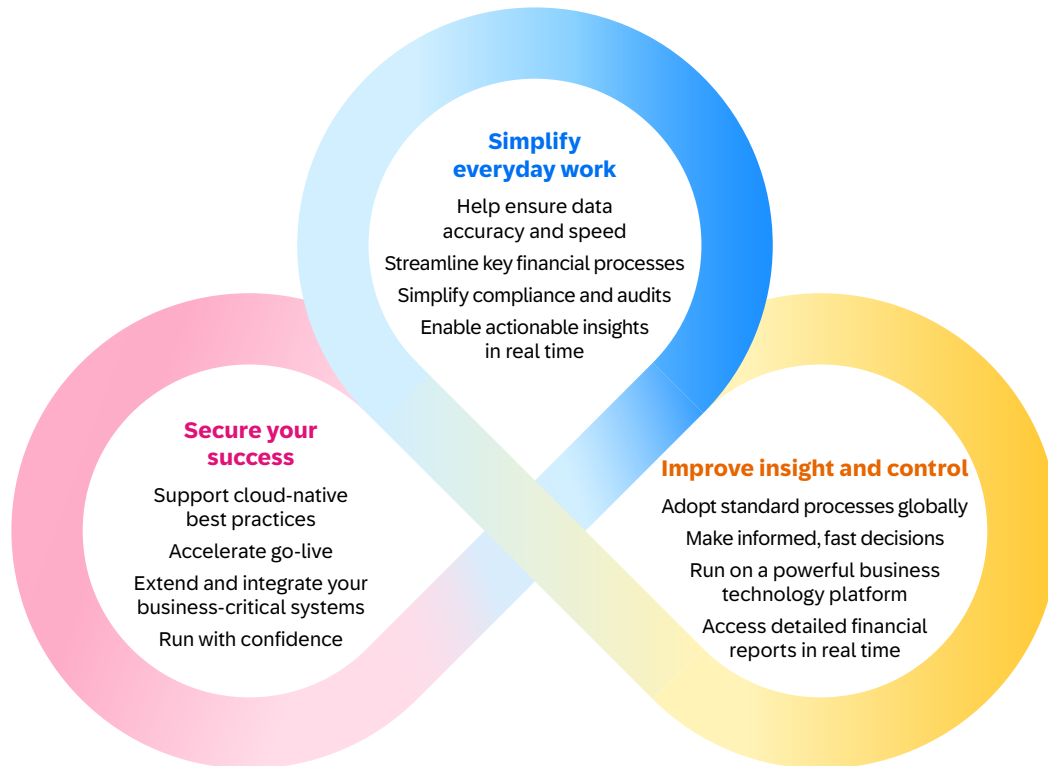 Simplify
everyday work
Help ensure data
accuracy and speed
Streamline key financial processes
Simplify compliance and audits
Enable actionable insights
in real time
Secure your
success
Support cloud-native
best practices
Accelerate go-live
Extend and integrate your
business-critical systems
Run with confidence
Improve insight and control
Adopt standard processes globally
Make informed, fast decisions
Run on a powerful business
technology platform
Access detailed financial
reports in real time